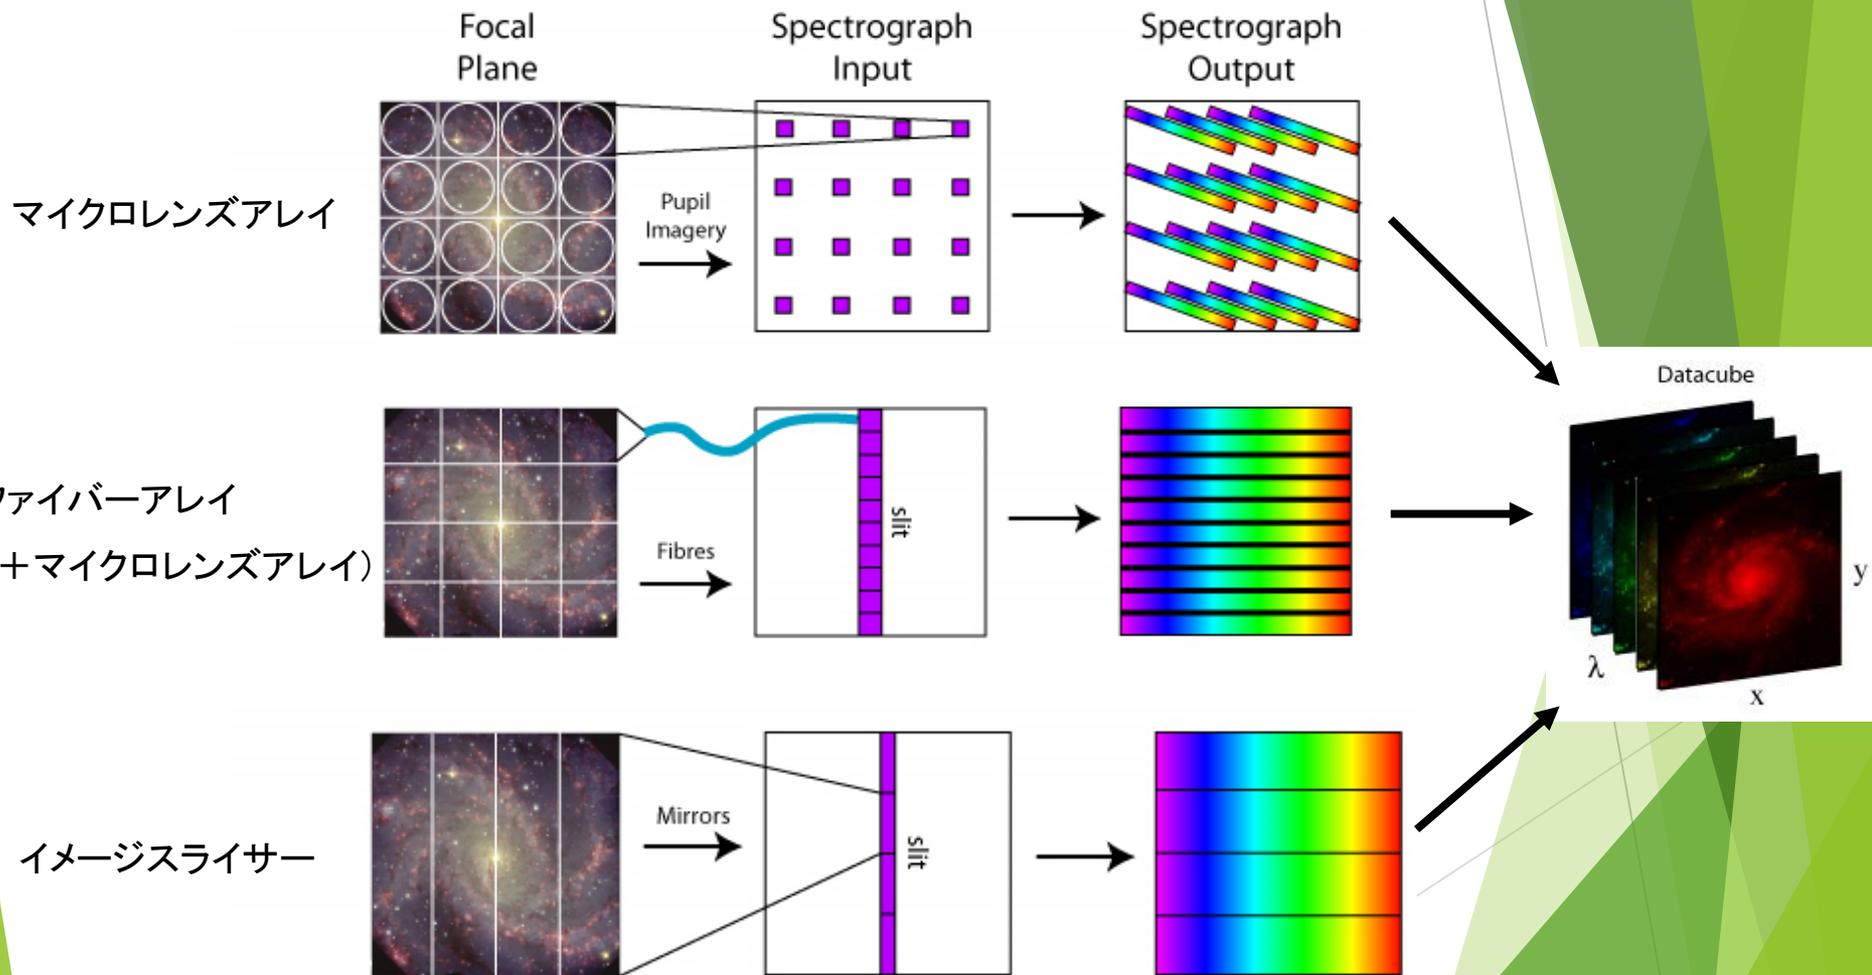 Focal
Plane
Spectrograph
Input
Spectrograph
Output
マイクロレンズアレイ
Pupil
Imagery
Datacube
ファイバーアレイ
＋マイクロレンズアレイ）
Fibres
slit
y
λ
x
イメージスライサー
Mirrors
slit